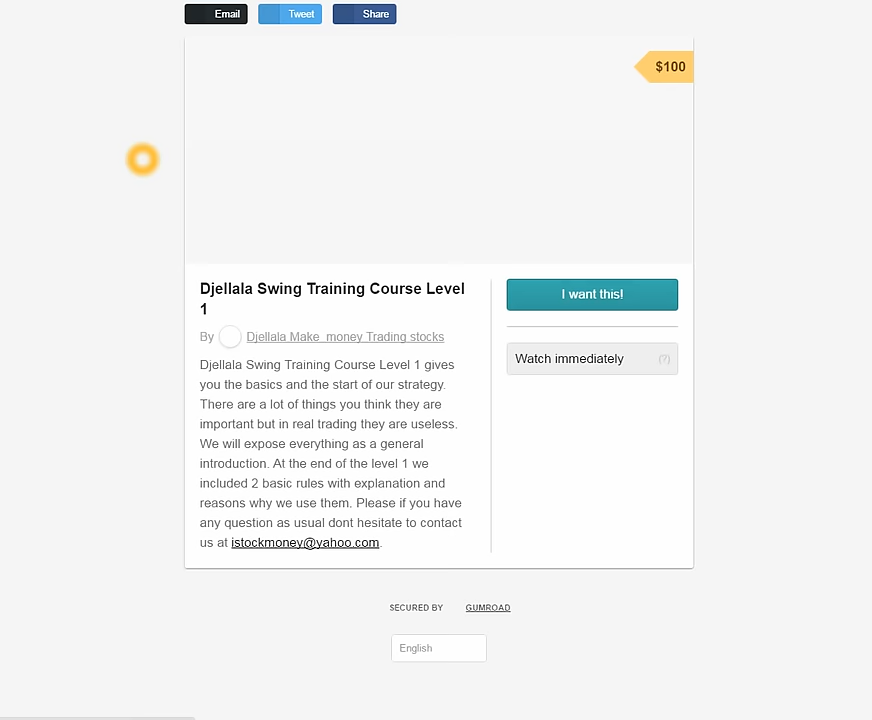 Email Tweet Share
$100
Djellala Swing Training Course Level
1
By Djellala Make_money Trading stocks
Djellala Swing Training Course Level 1 gives
you the basics and the start of our strategy.
There are a lot of things you think they are
important but in real trading they are useless.
We will expose everything as a general
introduction. At the end of the level 1 we
included 2 basic rules with explanation and
reasons why we use them. Please if you have
any question as usual dont hesitate to contact
us at istockmoney@yahoo.com.
I want this!
Watch immediately (?)
SECURED BY GUMROAD
English